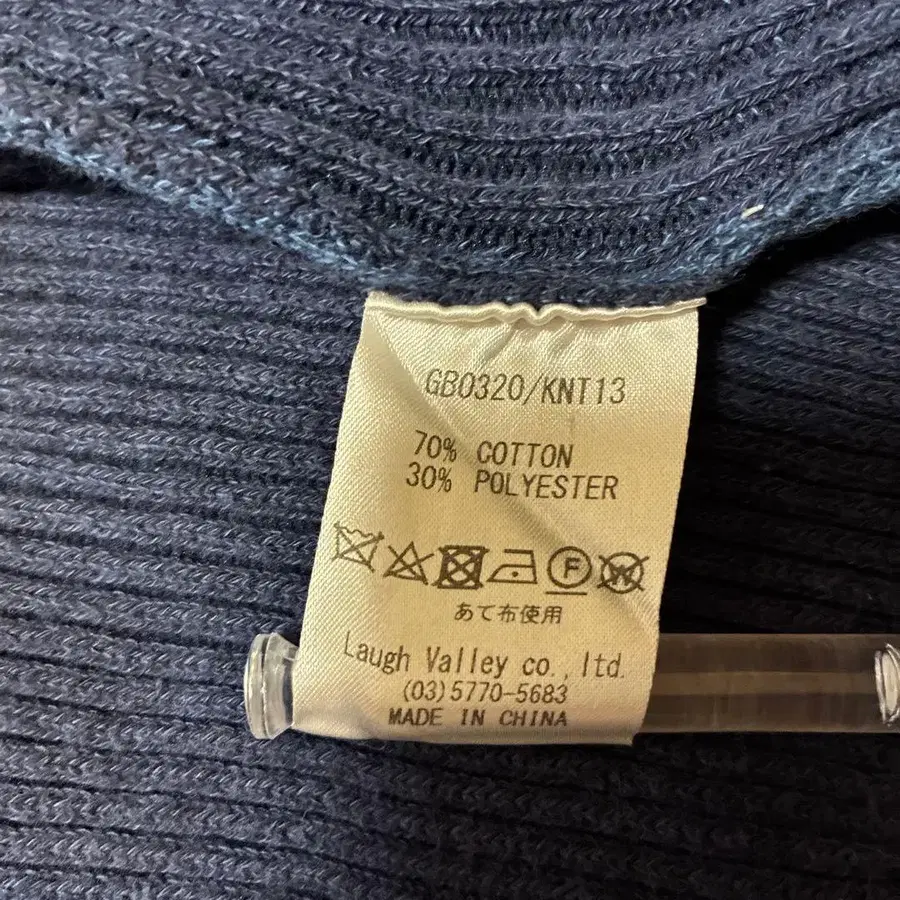 GB0320/KNT13
70% COTTON
30% POLYESTER
F W
あて布使用
Laugh Valley co.,ltd.
(03)5770-5683
MADE IN CHINA